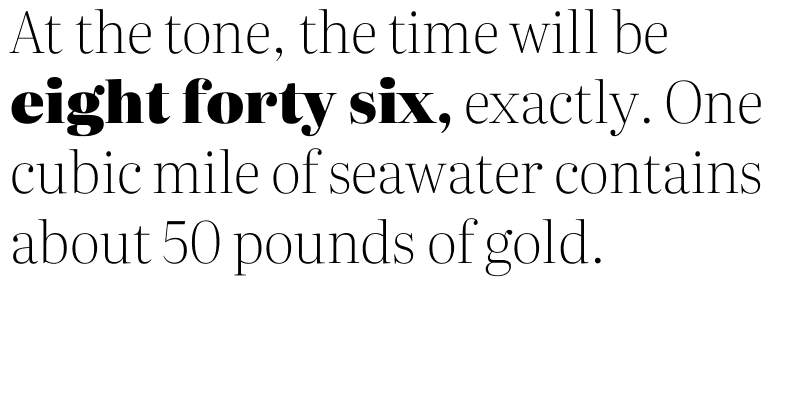 At the tone, the time will be
eight forty six, exactly. One
cubic mile of seawater contains
about 50 pounds of gold.